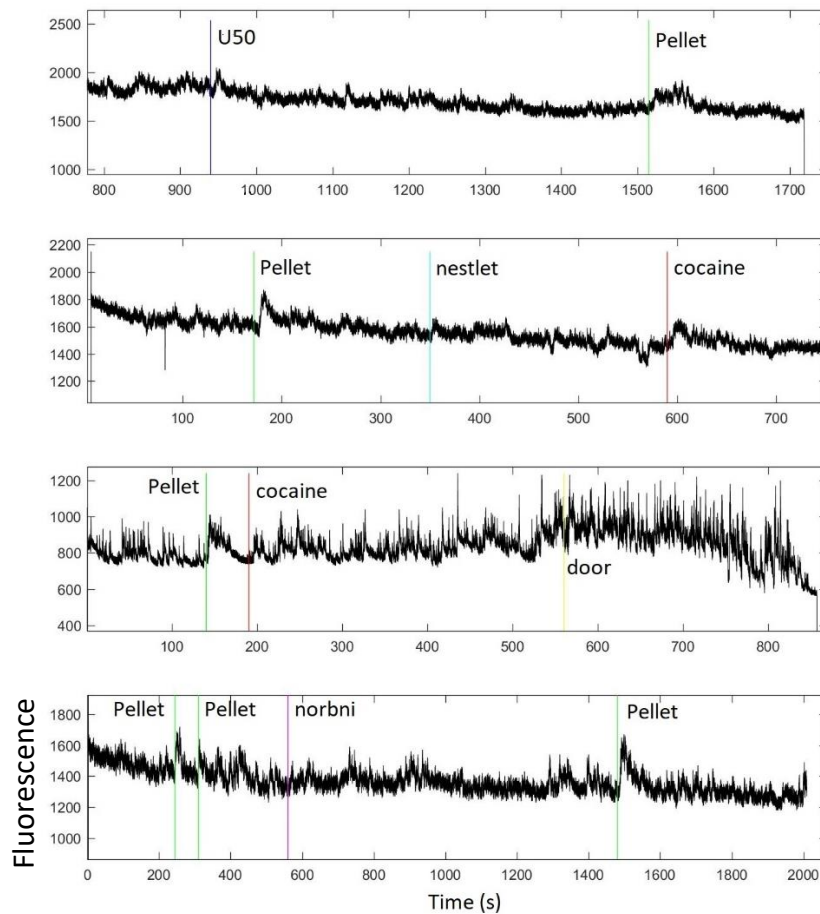 2500
2000
1500
1000
U50
Pellet
800 900 1000 1100 1200 1300 1400 1500 1600 1700
2200
2000
1800
1600
1400
1200
Pellet
nestlet
cocaine
100 200 300 400 500 600 700
1200
1000
800
600
400
Pellet
cocaine
door
100 200 300 400 500 600 700 800
Fluorescence
1800
1600
1400
1200
1000
Pellet
Pellet
norbni
Pellet
0 200 400 600 800 1000 1200 1400 1600 1800 2000
Time (s)